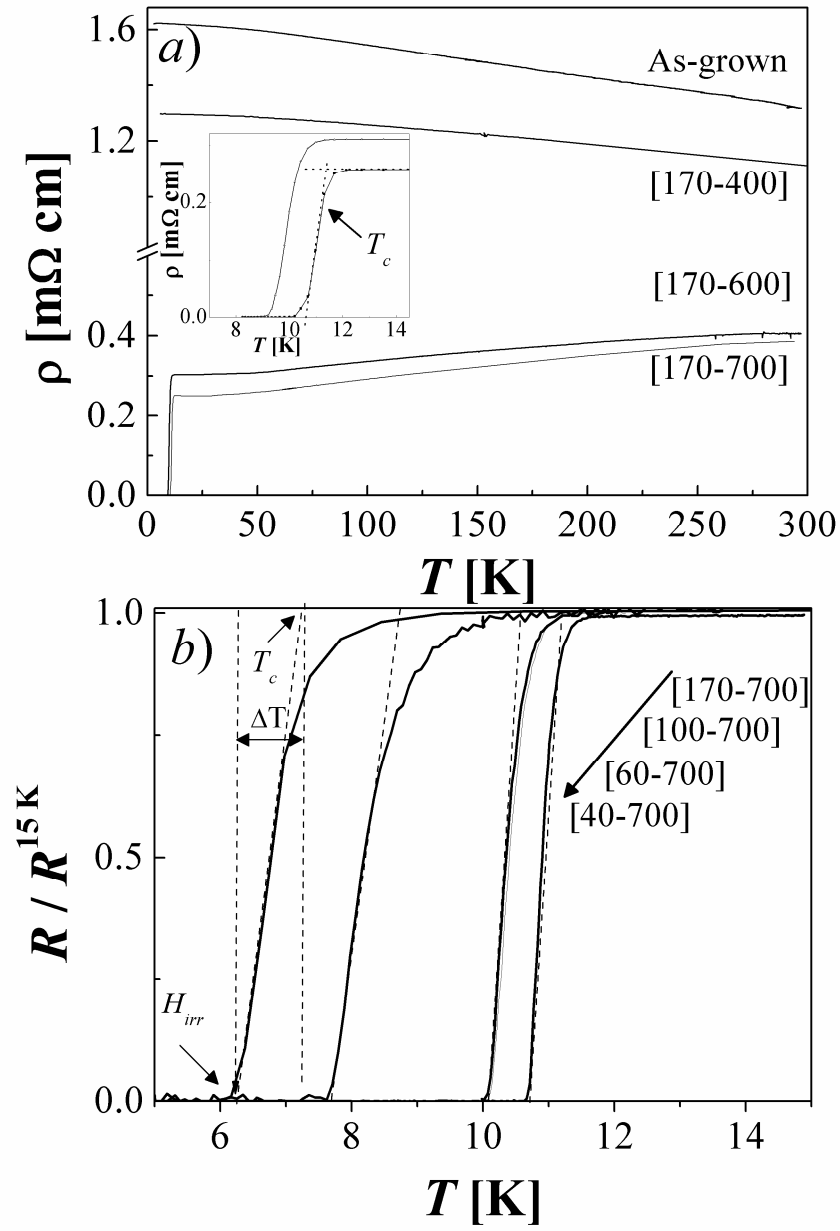 a)
1.6
1.2
0.4
0.2
0.0
ρ [mΩ cm]
As-grown
[170-400]
[170-600]
[170-700]
0.2
0.0
ρ [mΩ cm]
T_c
8 10 12 14
T [K]
0 50 100 150 200 250 300
T [K]
b)
1.0
0.5
0.0
R / R^15 K
T_c
ΔT
H_irr
[170-700]
[100-700]
[60-700]
[40-700]
6 8 10 12 14
T [K]